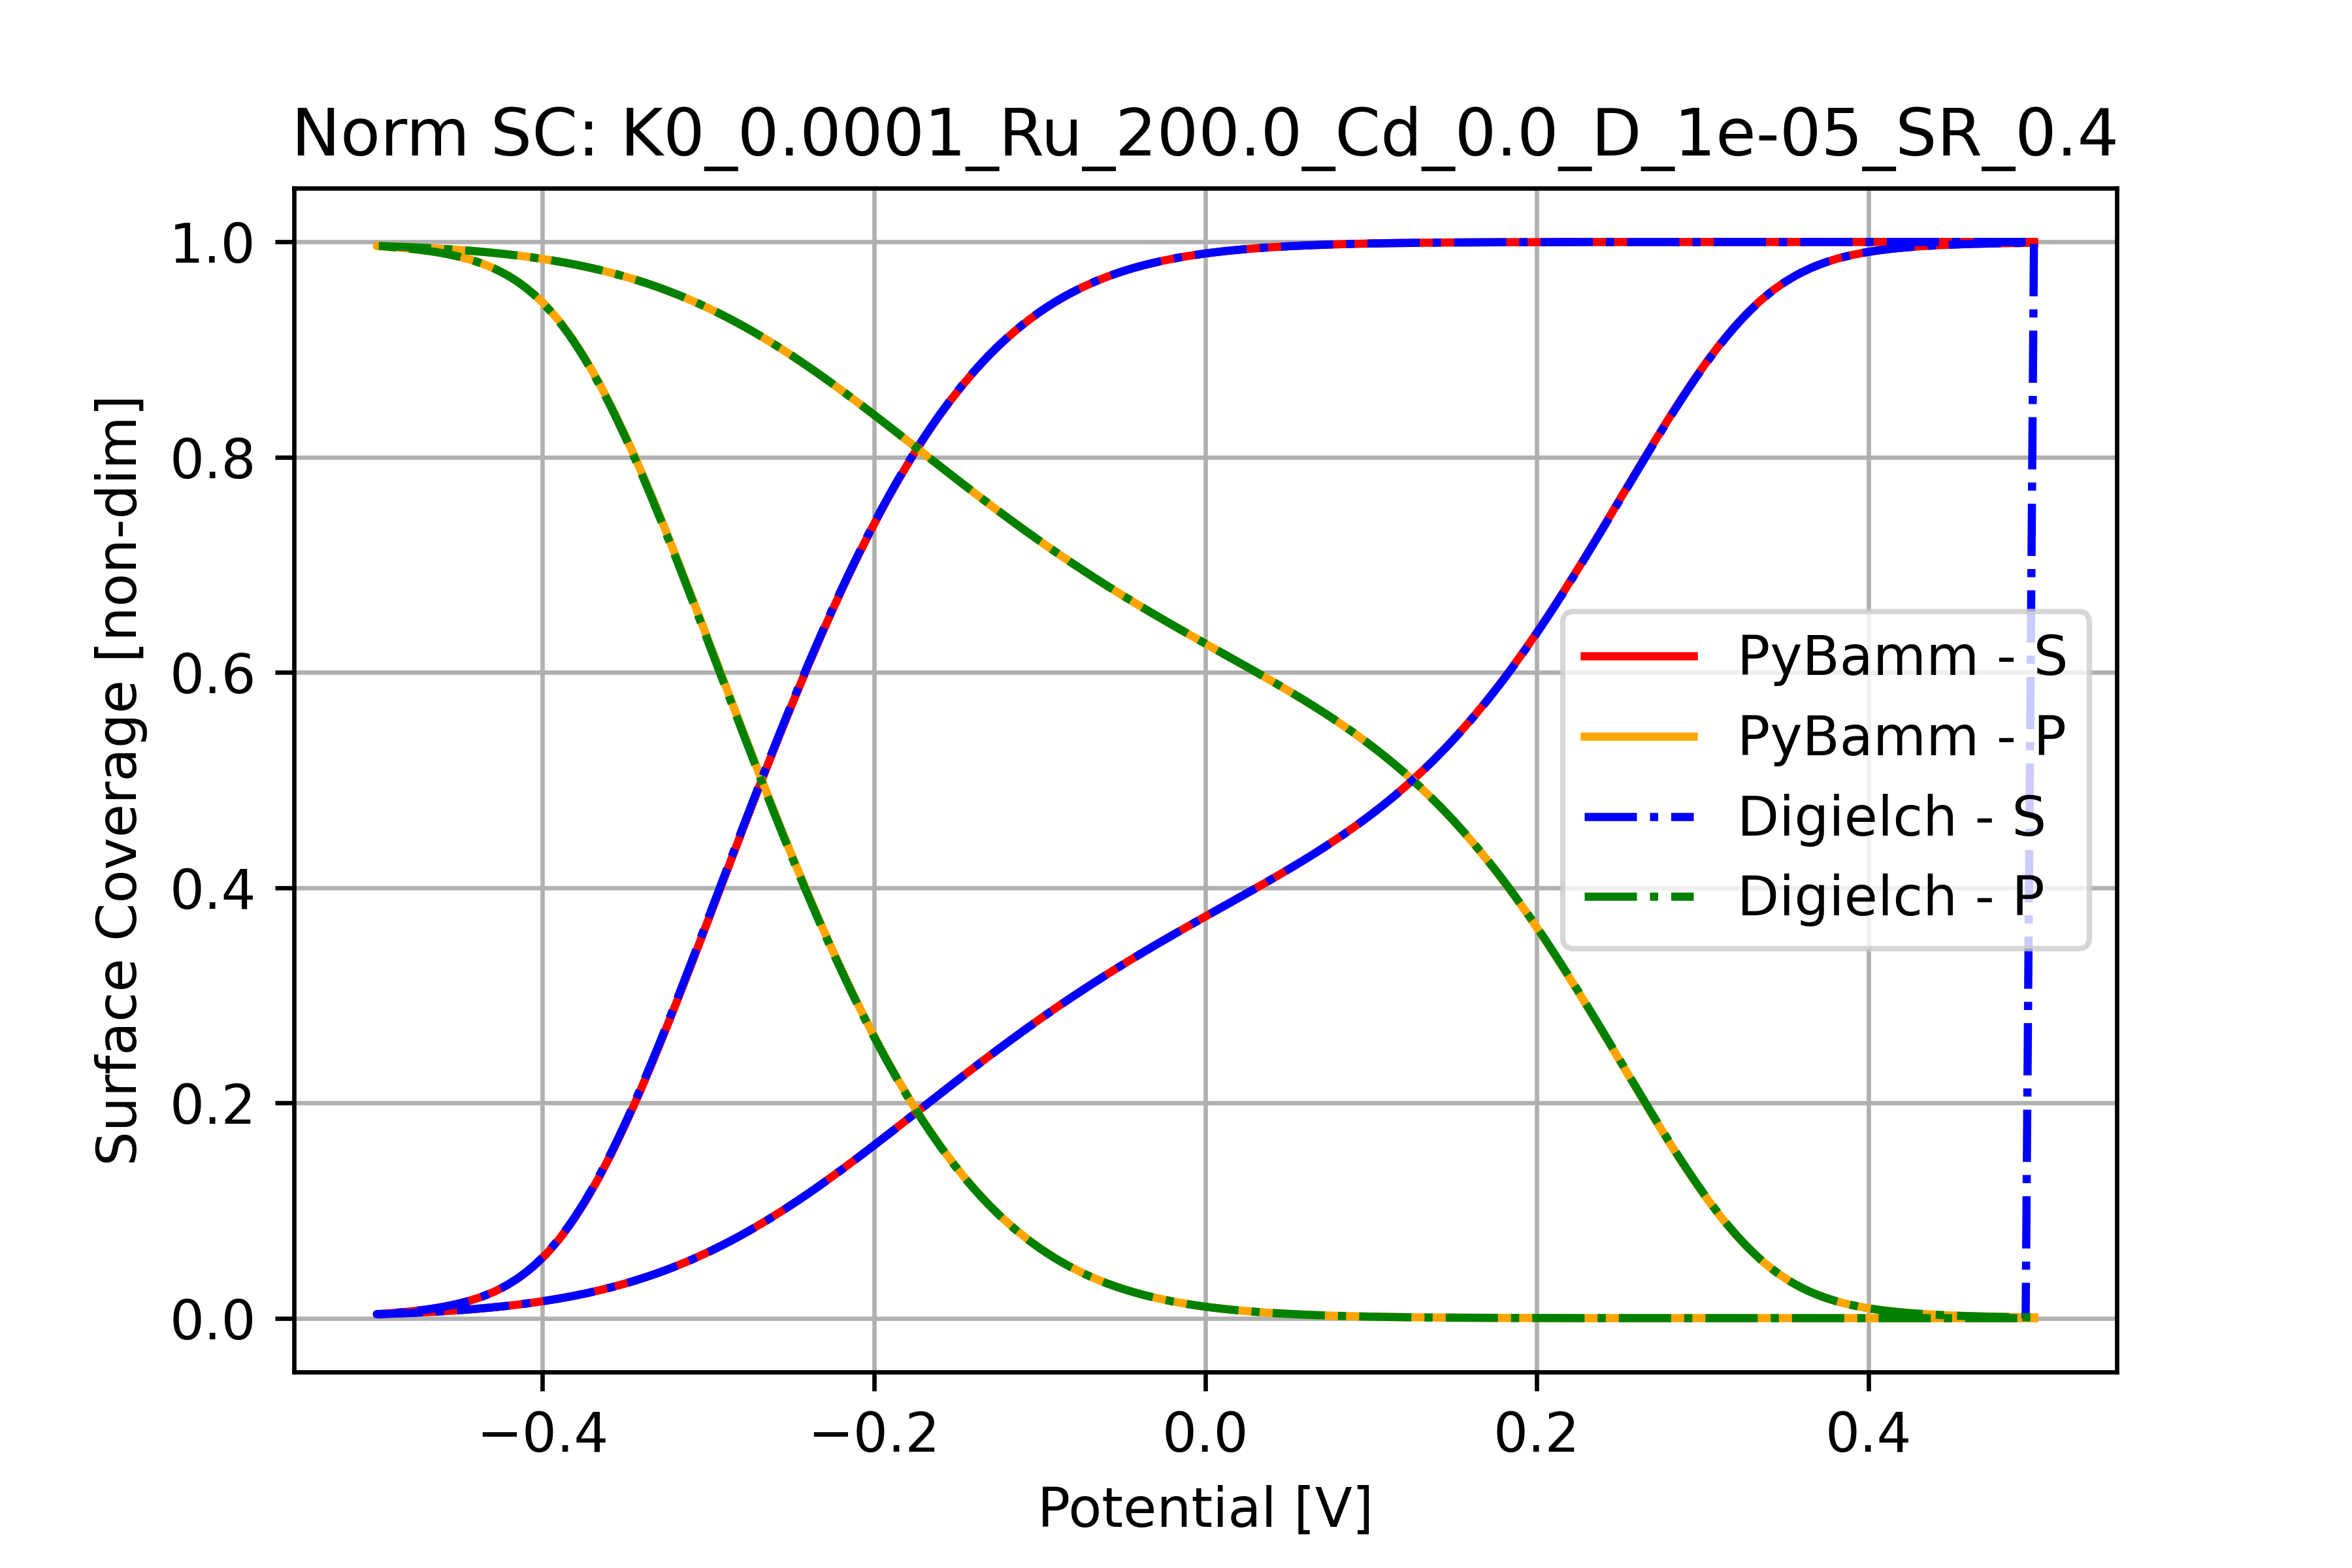 Norm SC: K0_0.0001_Ru_200.0_Cd_0.0_D_1e-05_SR_0.4
1.0
0.8
0.6
0.4
0.2
0.0
Surface Coverage [non-dim]
PyBamm - S
PyBamm - P
Digielch - S
Digielch - P
−0.4
−0.2
0.0
0.2
0.4
Potential [V]